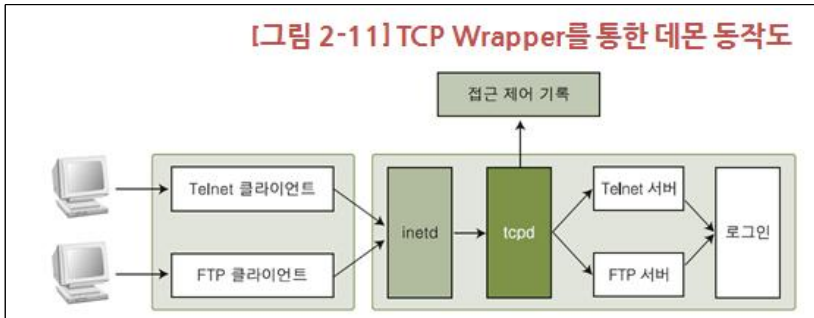 [그림 2-11] TCP Wrapper를 통한 데몬 동작도
접근 제어 기록
Telnet 클라이언트
Telnet 서버
inetd
tcpd
로그인
FTP 클라이언트
FTP 서버